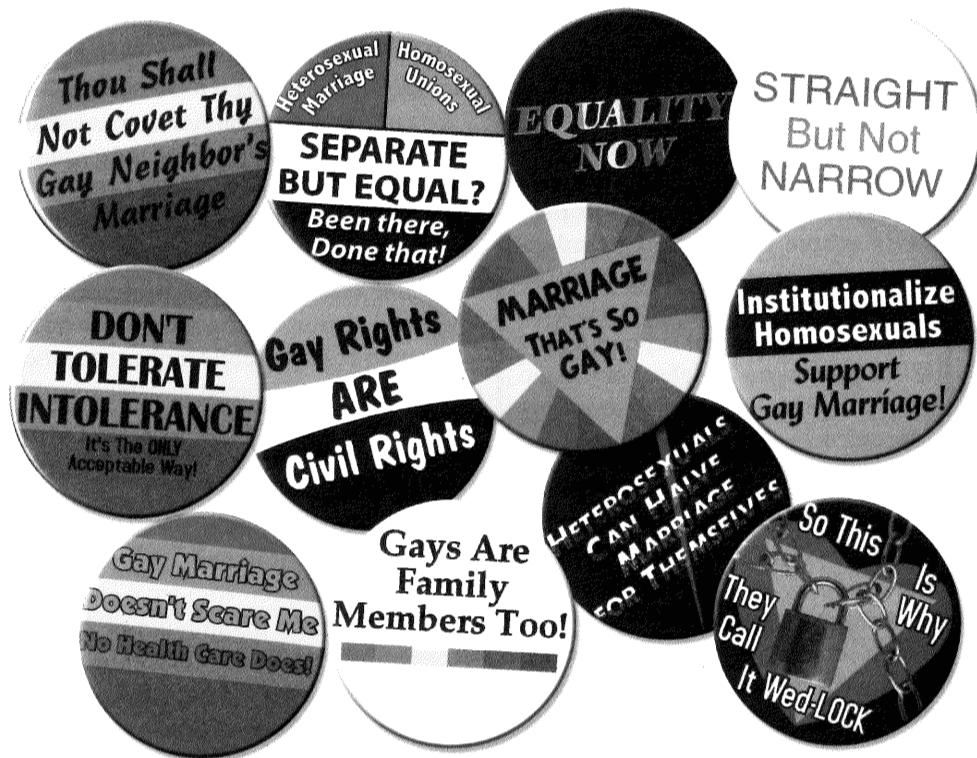 Thou Shall
Not Covet Thy
Gay Neighbor's
Marriage
Heterosexual
Marriage
Homosexual
Unions
SEPARATE
BUT EQUAL?
Been there,
Done that!
EQUALITY
NOW
STRAIGHT
But Not
NARROW
DON'T
TOLERATE
INTOLERANCE
It's The ONLY
Acceptable Way!
Gay Rights
ARE
Civil Rights
MARRIAGE
THAT'S SO
GAY!
Institutionalize
Homosexuals
Support
Gay Marriage!
HETEROSEXUALS
CAN HALVE
MARRIAGE
FOR THEMSELVES
Gay Marriage
Doesn't Scare Me
No Health Care Does!
Gays Are
Family
Members Too!
So This
Is
Why
They
Call
It Wed-LOCK